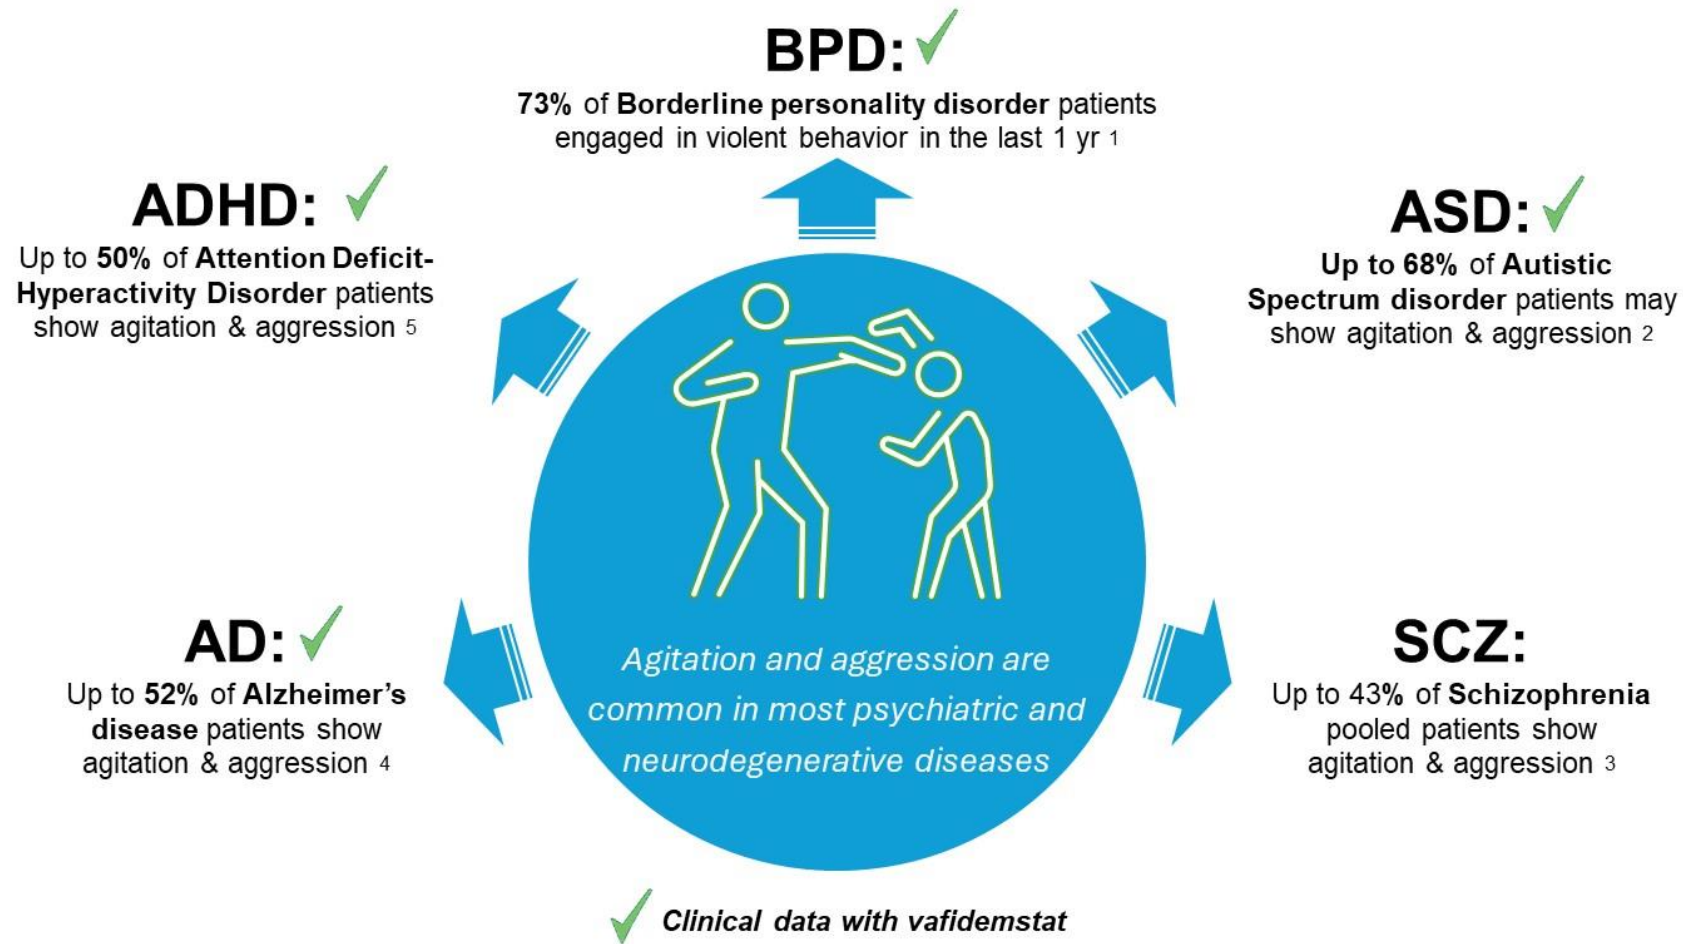 BPD:
73% of Borderline personality disorder patients
engaged in violent behavior in the last 1 yr 1
ADHD:
Up to 50% of Attention Deficit-
Hyperactivity Disorder patients
show agitation & aggression 5
ASD:
Up to 68% of Autistic
Spectrum disorder patients may
show agitation & aggression 2
AD:
Up to 52% of Alzheimer's
disease patients show
agitation & aggression 4
Agitation and aggression are
common in most psychiatric and
neurodegenerative diseases
SCZ:
Up to 43% of Schizophrenia
pooled patients show
agitation & aggression 3
Clinical data with vafidemstat